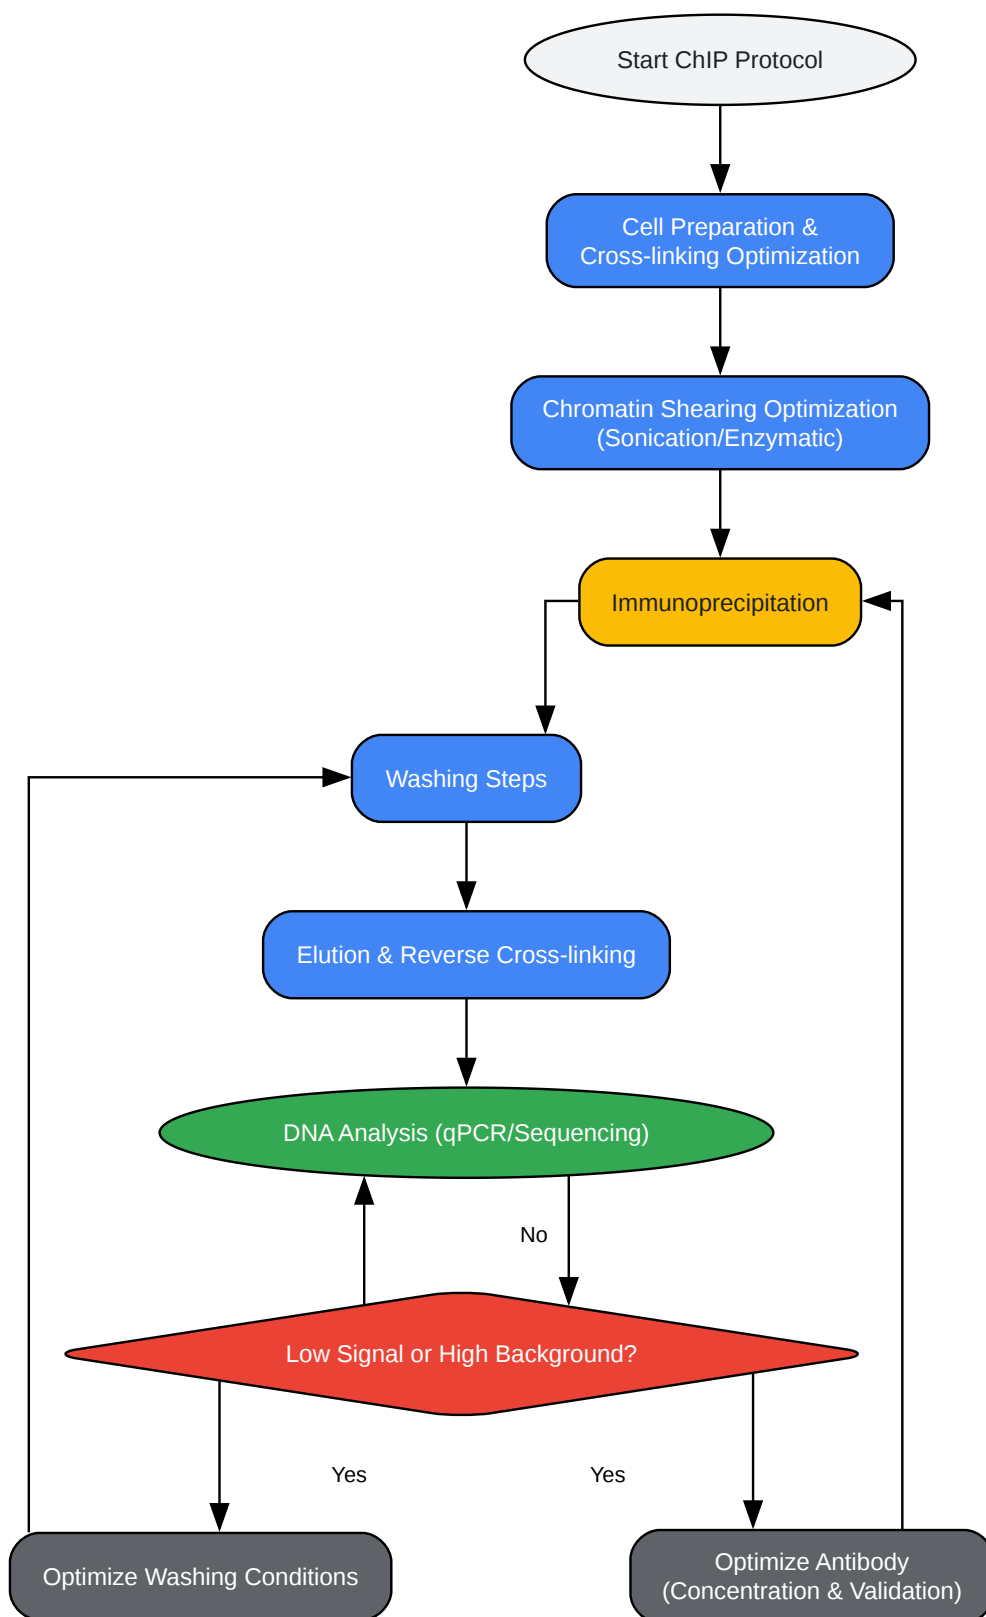 Start ChIP Protocol
Cell Preparation &
Cross-linking Optimization
Chromatin Shearing Optimization
(Sonication/Enzymatic)
Immunoprecipitation
Washing Steps
Elution & Reverse Cross-linking
DNA Analysis (qPCR/Sequencing)
No
Low Signal or High Background?
Yes
Yes
Optimize Washing Conditions
Optimize Antibody
(Concentration & Validation)